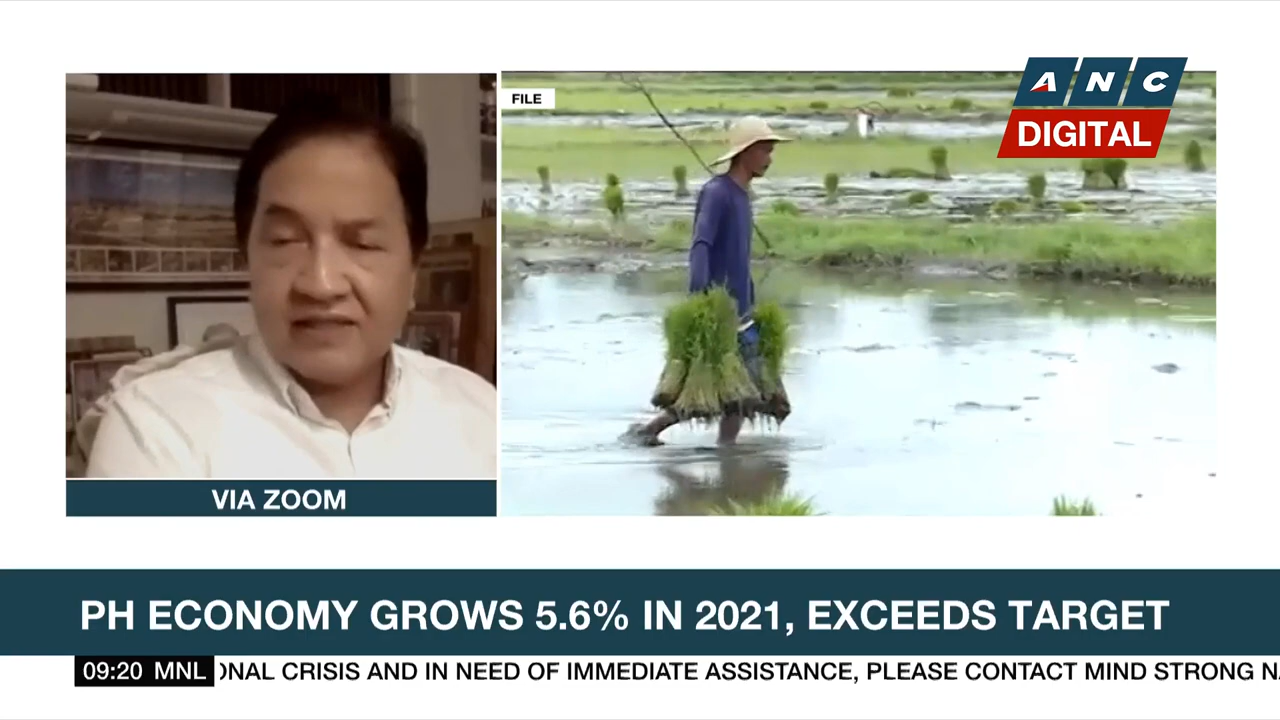 FILE
ANC
DIGITAL
VIA ZOOM
PH ECONOMY GROWS 5.6% IN 2021, EXCEEDS TARGET
09:20 MNL
ONAL CRISIS AND IN NEED OF IMMEDIATE ASSISTANCE, PLEASE CONTACT MIND STRONG